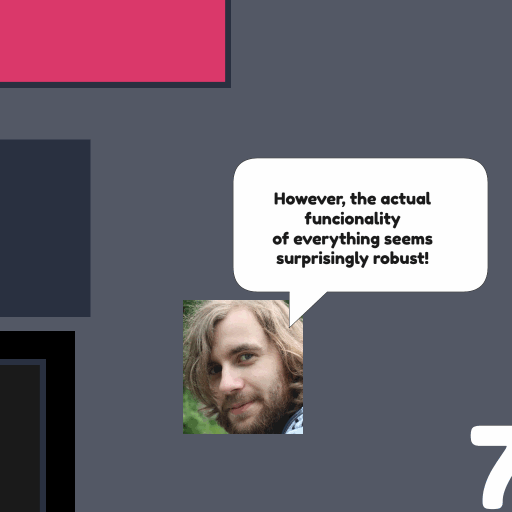 However, the actual
funcionality
of everything seems
surprisingly robust!
7